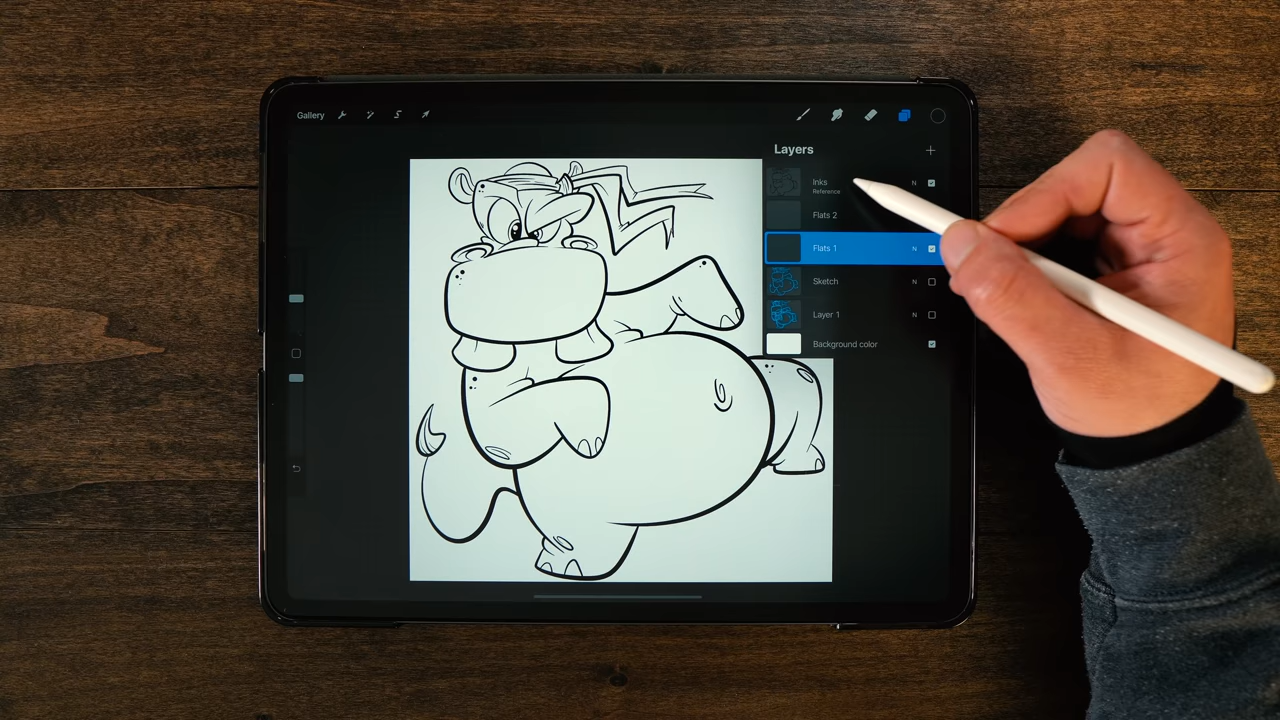 Gallery
Layers
Inks N
Reference
Flats 2
Flats 1 N
Sketch N
Layer 1 N
Background color